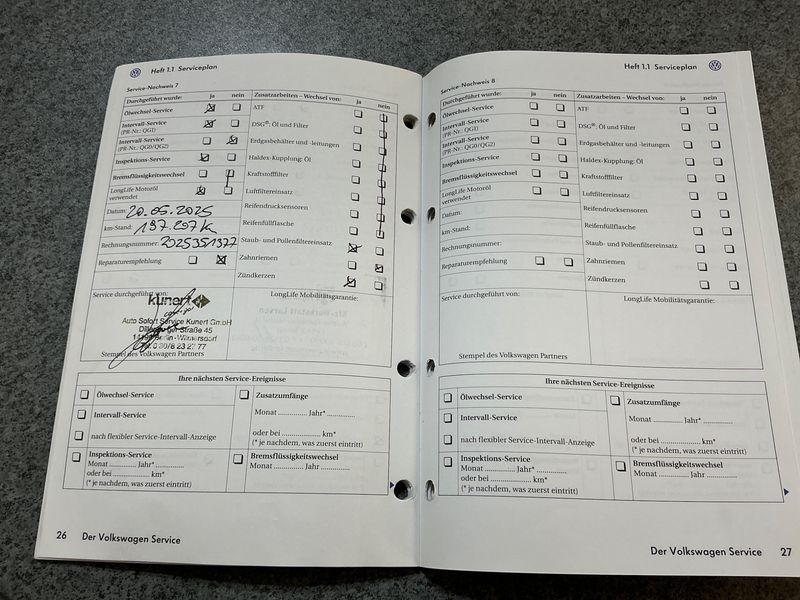 Heft 1.1 Serviceplan
Service-Nachweis 7
Durchgeführt wurde: ja nein
Ölwechsel-Service
Intervall-Service
(PR-Nr.: QG1)
Intervall-Service
(PR-Nr.: QG0/QG2)
Inspektions-Service
Bremsflüssigkeitswechsel
LongLife Motoröl
verwendet
Datum: 20.05.2025
km-Stand: 197.207 k
Rechnungsnummer: 2025351377
Reparaturempfehlung
Zusatzarbeiten – Wechsel von: ja nein
ATF
DSG®: Öl und Filter
Erdgasbehälter und -leitungen
Haldex-Kupplung: Öl
Kraftstofffilter
Luftfiltereinsatz
Reifendrucksensoren
Reifenfüllflasche
Staub- und Pollenfiltereinsatz
Zahnriemen
Zündkerzen
Service durchgeführt von:
kunert
Auto Sofort Service Kunert GmbH
Straße 45
Berlin-Wilmersdorf
Stempel des Volkswagen Partners
LongLife Mobilitätsgarantie:
Ihre nächsten Service-Ereignisse
Ölwechsel-Service
Intervall-Service
nach flexibler Service-Intervall-Anzeige
Inspektions-Service
Monat .............. Jahr* ..............
oder bei .............. km*
(* je nachdem, was zuerst eintritt)
Zusatzumfänge
Monat .............. Jahr* ..............
oder bei .............. km*
(* je nachdem, was zuerst eintritt)
Bremsflüssigkeitswechsel
Monat .............. Jahr ..............
26 Der Volkswagen Service
Heft 1.1 Serviceplan
Service-Nachweis 8
Durchgeführt wurde: ja nein
Ölwechsel-Service
Intervall-Service
(PR-Nr.: QG1)
Intervall-Service
(PR-Nr.: QG0/QG2)
Inspektions-Service
Bremsflüssigkeitswechsel
LongLife Motoröl
verwendet
Datum:
km-Stand:
Rechnungsnummer:
Reparaturempfehlung
Zusatzarbeiten – Wechsel von: ja nein
ATF
DSG®: Öl und Filter
Erdgasbehälter und -leitungen
Haldex-Kupplung: Öl
Kraftstofffilter
Luftfiltereinsatz
Reifendrucksensoren
Reifenfüllflasche
Staub- und Pollenfiltereinsatz
Zahnriemen
Zündkerzen
Service durchgeführt von:
Stempel des Volkswagen Partners
LongLife Mobilitätsgarantie:
Ihre nächsten Service-Ereignisse
Ölwechsel-Service
Intervall-Service
nach flexibler Service-Intervall-Anzeige
Inspektions-Service
Monat .............. Jahr* ..............
oder bei .............. km*
(* je nachdem, was zuerst eintritt)
Zusatzumfänge
Monat .............. Jahr* ..............
oder bei .............. km*
(* je nachdem, was zuerst eintritt)
Bremsflüssigkeitswechsel
Monat .............. Jahr ..............
Der Volkswagen Service 27